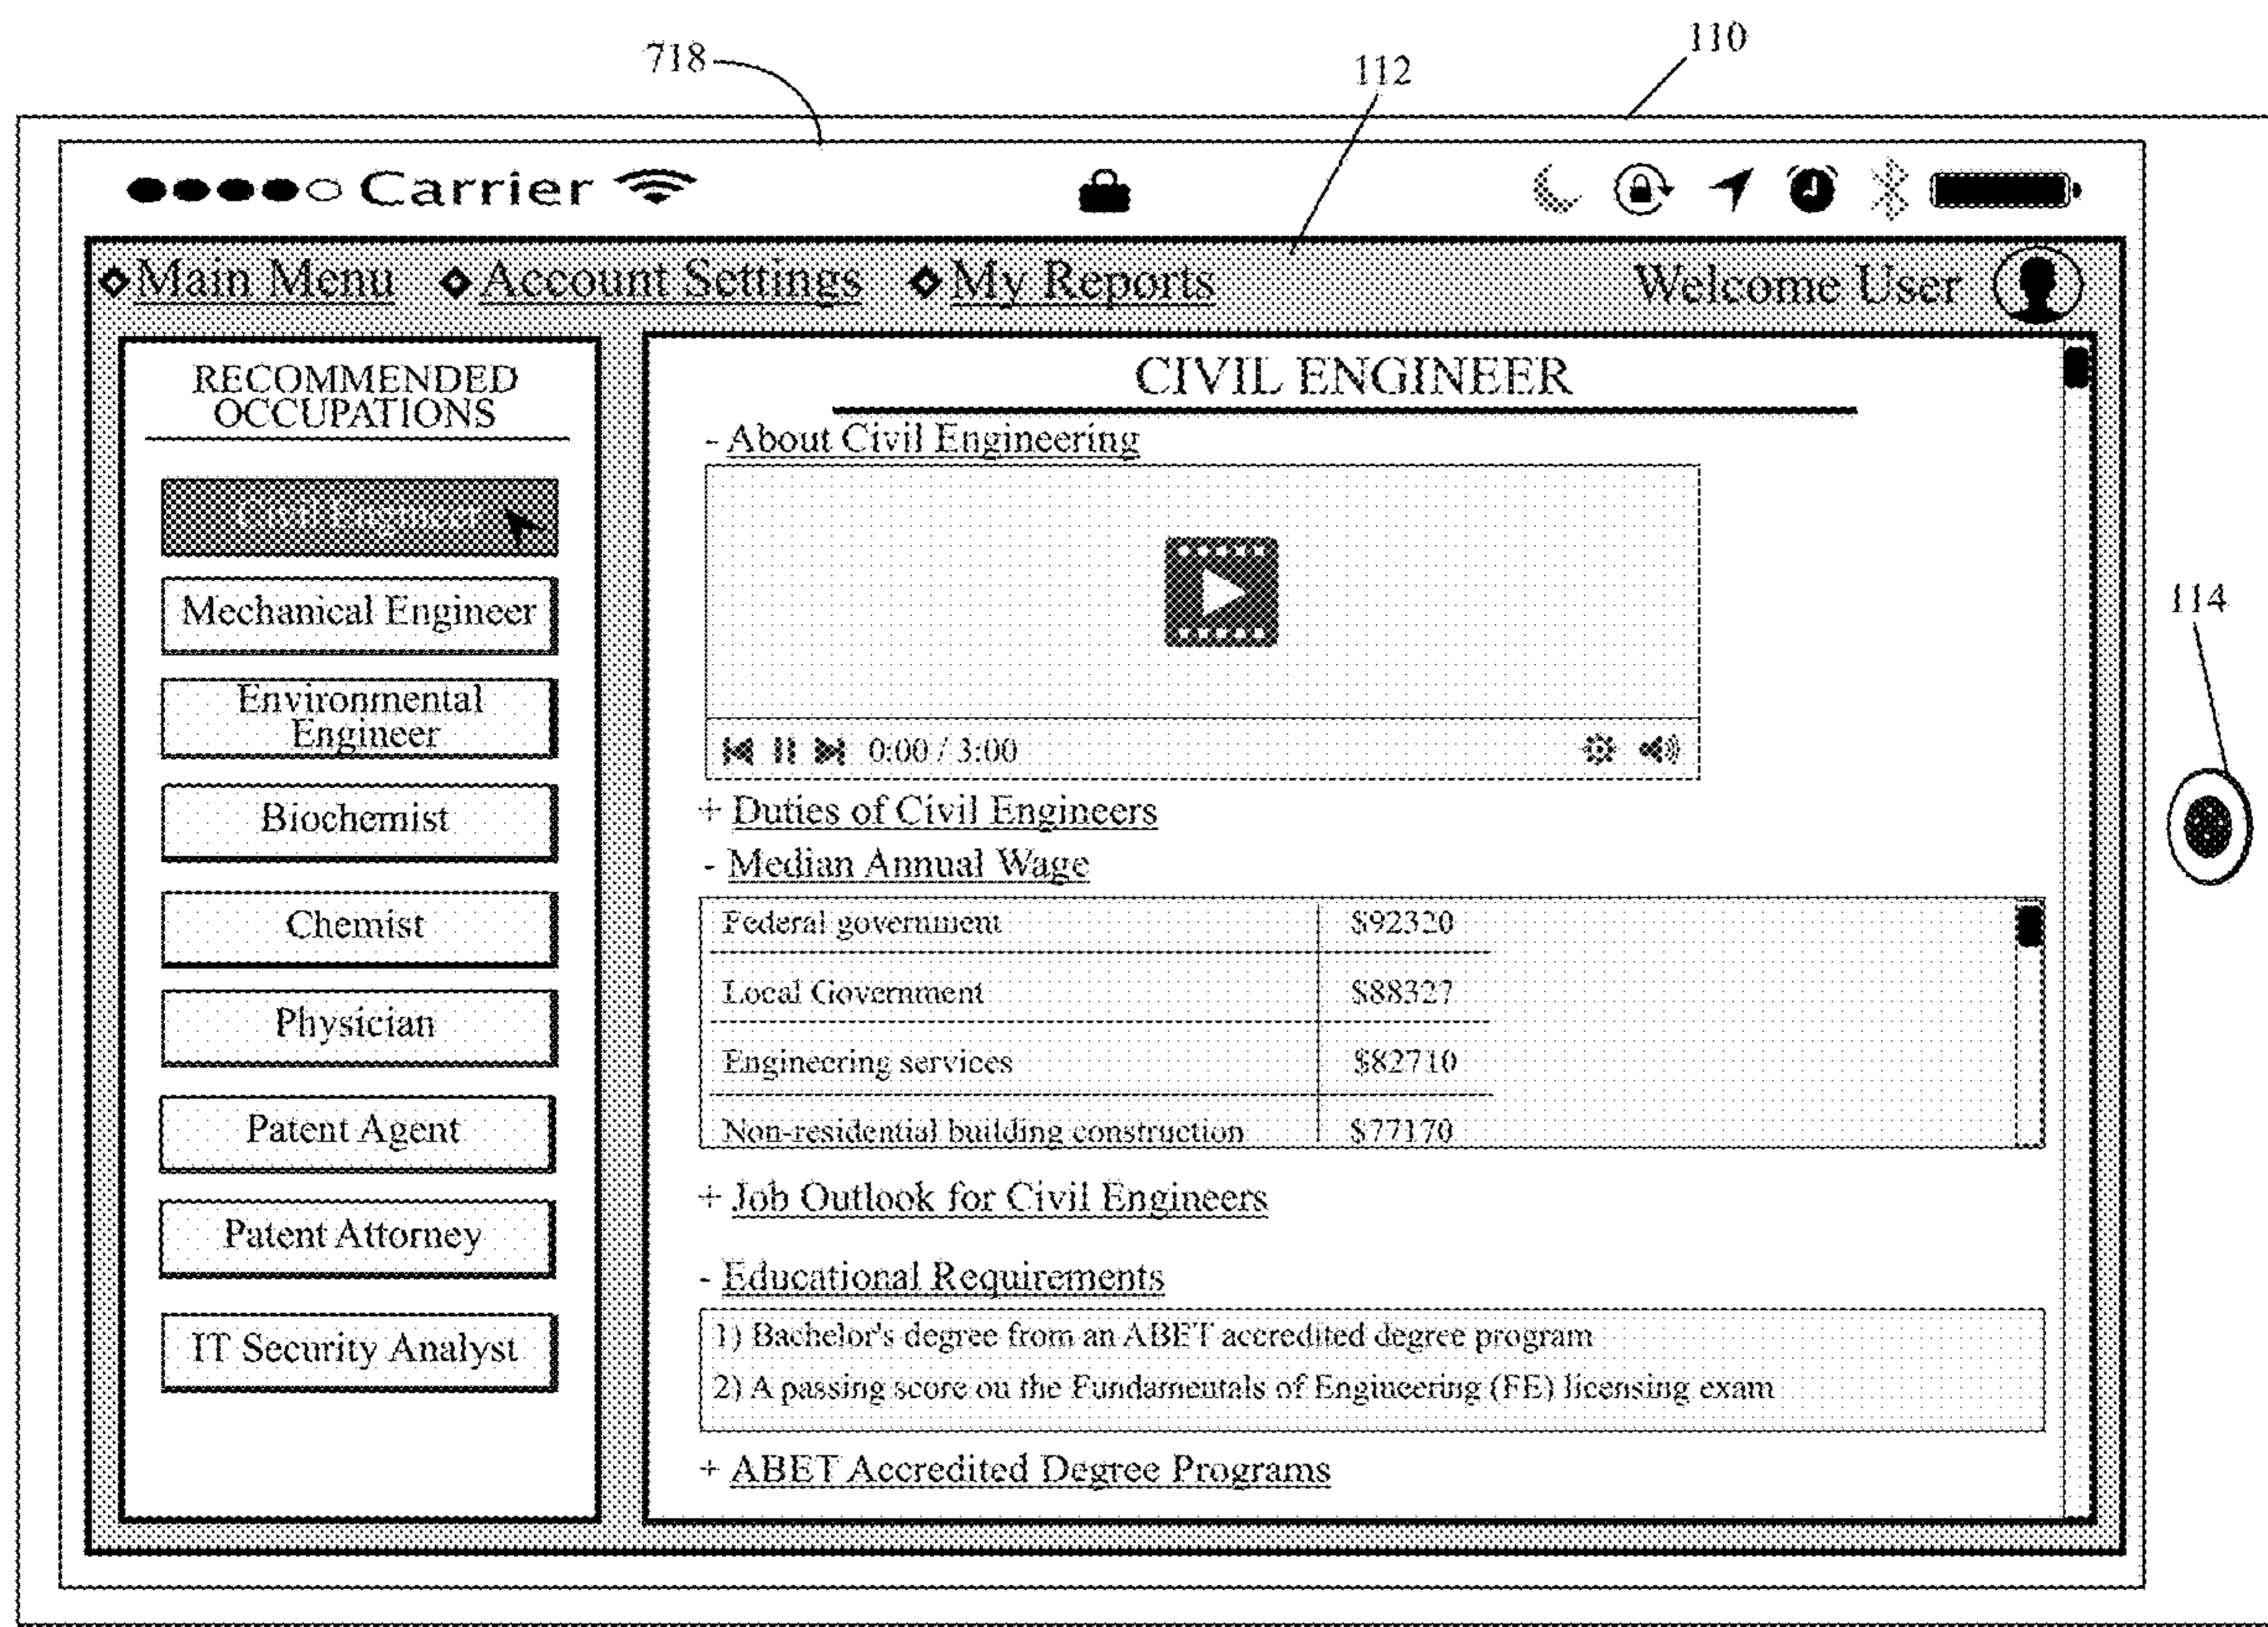 718
112
110
Carrier
Main Menu Account Settings My Reports Welcome User
RECOMMENDED
OCCUPATIONS
Civil Engineer
Mechanical Engineer
Environmental
Engineer
Biochemist
Chemist
Physician
Patent Agent
Patent Attorney
IT Security Analyst
CIVIL ENGINEER
- About Civil Engineering
0:00 / 3:00
+ Duties of Civil Engineers
- Median Annual Wage
Federal government $92320
Local Government $88327
Engineering services $82710
Non-residential building construction $77170
+ Job Outlook for Civil Engineers
- Educational Requirements
1) Bachelor's degree from an ABET accredited degree program
2) A passing score on the Fundamentals of Engineering (FE) licensing exam
+ ABET Accredited Degree Programs
114